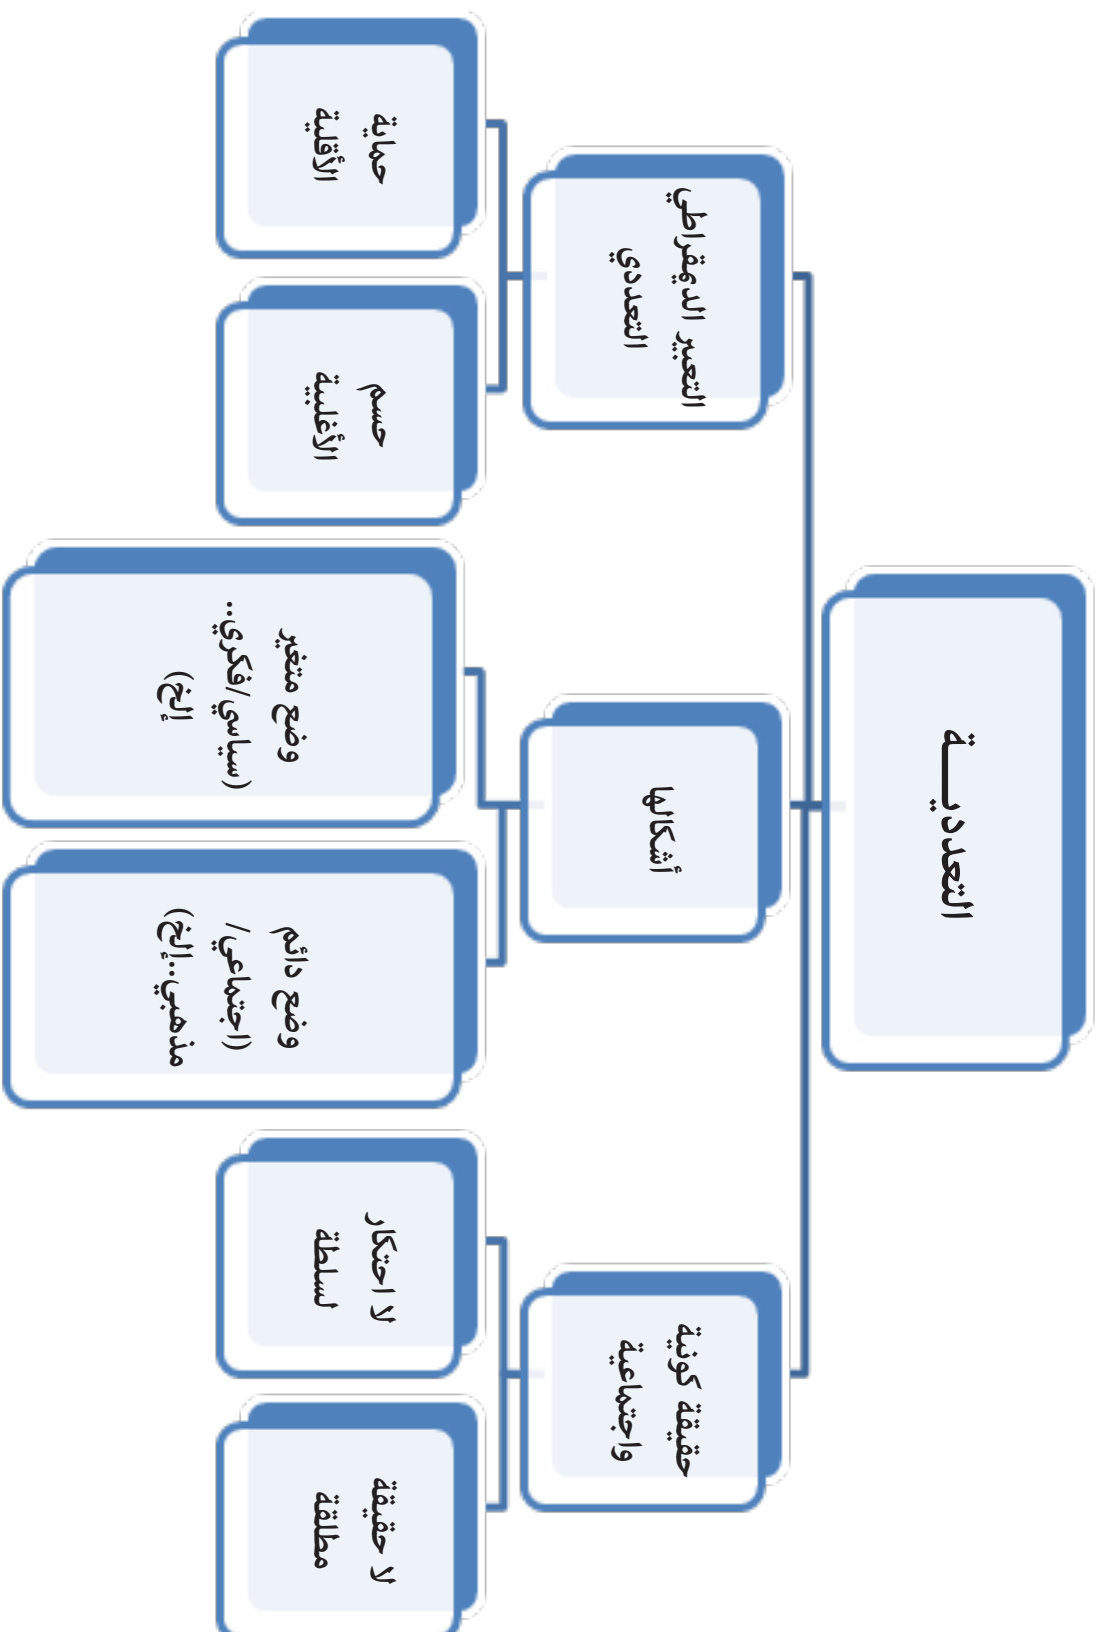 التعدديـــة
حقيقة كونية
واجتماعية
أشكالها
التعبير الديمقراطي
التعددي
لا حقيقة
مطلقة
لا احتكار
لسلطة
وضع دائم
(اجتماعي/
مذهبي..إلخ)
وضع متغير
(سياسي/فكري..
إلخ)
حسم
الأغلبية
حماية
الأقلية